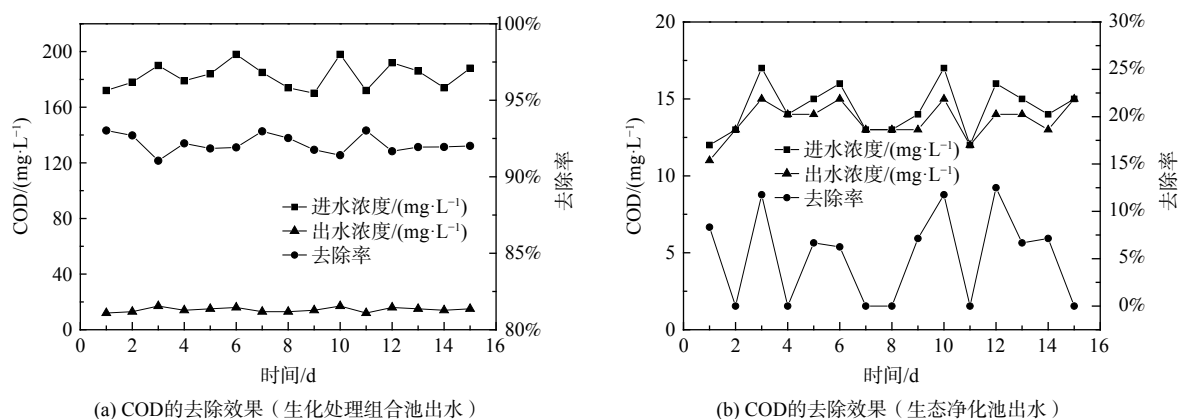 200
160
120
80
40
0
COD/(mg·L⁻¹)
进水浓度/(mg·L⁻¹)
出水浓度/(mg·L⁻¹)
去除率
100%
95%
90%
85%
80%
去除率
0 2 4 6 8 10 12 14 16
时间/d
(a) COD的去除效果（生化处理组合池出水）
20
15
10
5
0
COD/(mg·L⁻¹)
进水浓度/(mg·L⁻¹)
出水浓度/(mg·L⁻¹)
去除率
30%
25%
20%
15%
10%
5%
0%
去除率
0 2 4 6 8 10 12 14 16
时间/d
(b) COD的去除效果（生态净化池出水）